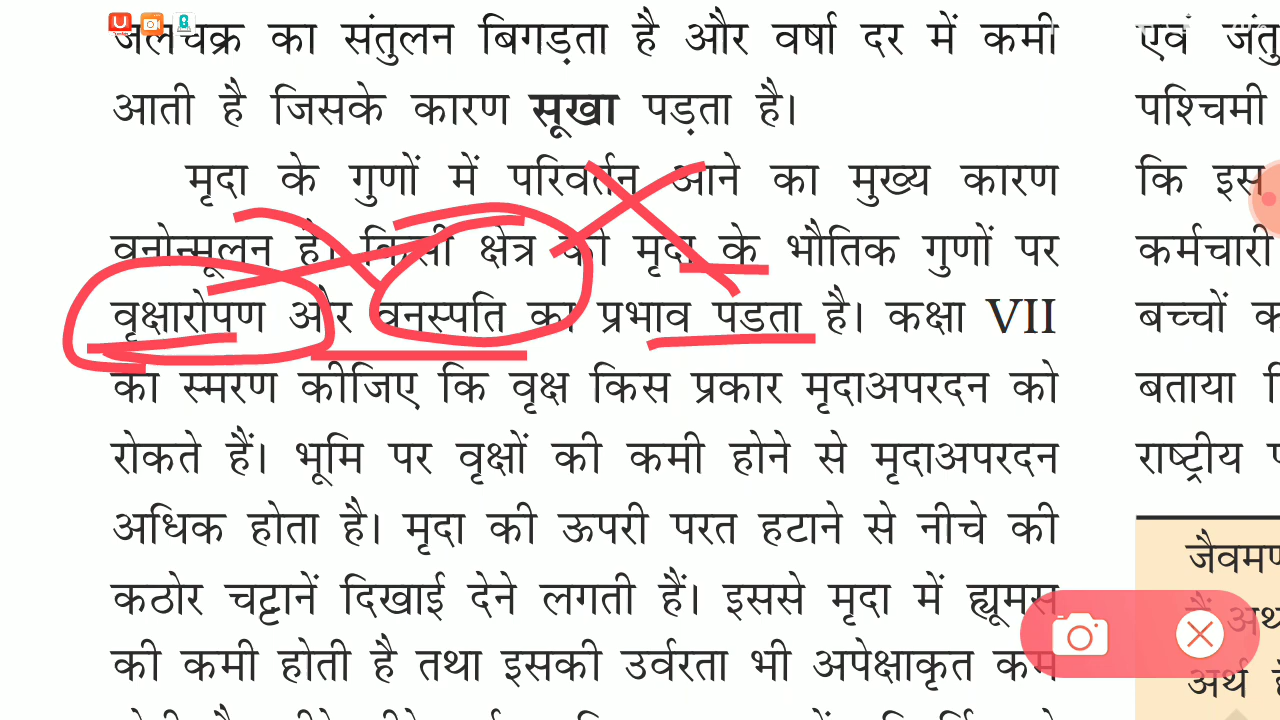 जलचक्र का संतुलन बिगड़ता है और वर्षा दर में कमी
आती है जिसके कारण सूखा पड़ता है।
मृदा के गुणों में परिवर्तन आने का मुख्य कारण
वनोन्मूलन है। किसी क्षेत्र की मृदा के भौतिक गुणों पर
वृक्षारोपण और वनस्पति का प्रभाव पडता है। कक्षा VII
का स्मरण कीजिए कि वृक्ष किस प्रकार मृदाअपरदन को
रोकते हैं। भूमि पर वृक्षों की कमी होने से मृदाअपरदन
अधिक होता है। मृदा की ऊपरी परत हटाने से नीचे की
कठोर चट्टानें दिखाई देने लगती हैं। इससे मृदा में ह्यूमस
की कमी होती है तथा इसकी उर्वरता भी अपेक्षाकृत कम
एवं
पश्चिमी
कि इस
कर्मचारी
बच्चों
बताया
राष्ट्रीय
अर्थ